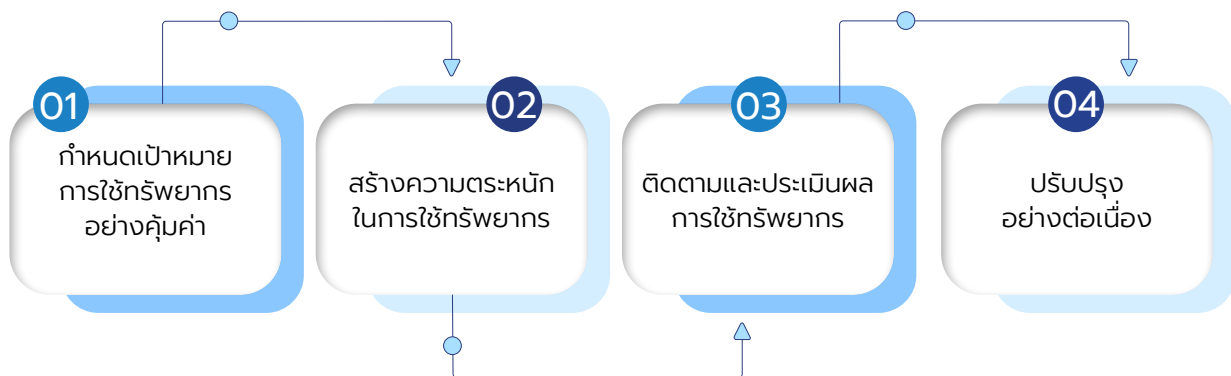 01
กำหนดเป้าหมาย
การใช้ทรัพยากร
อย่างคุ้มค่า
02
สร้างความตระหนัก
ในการใช้ทรัพยากร
03
ติดตามและประเมินผล
การใช้ทรัพยากร
04
ปรับปรุง
อย่างต่อเนื่อง